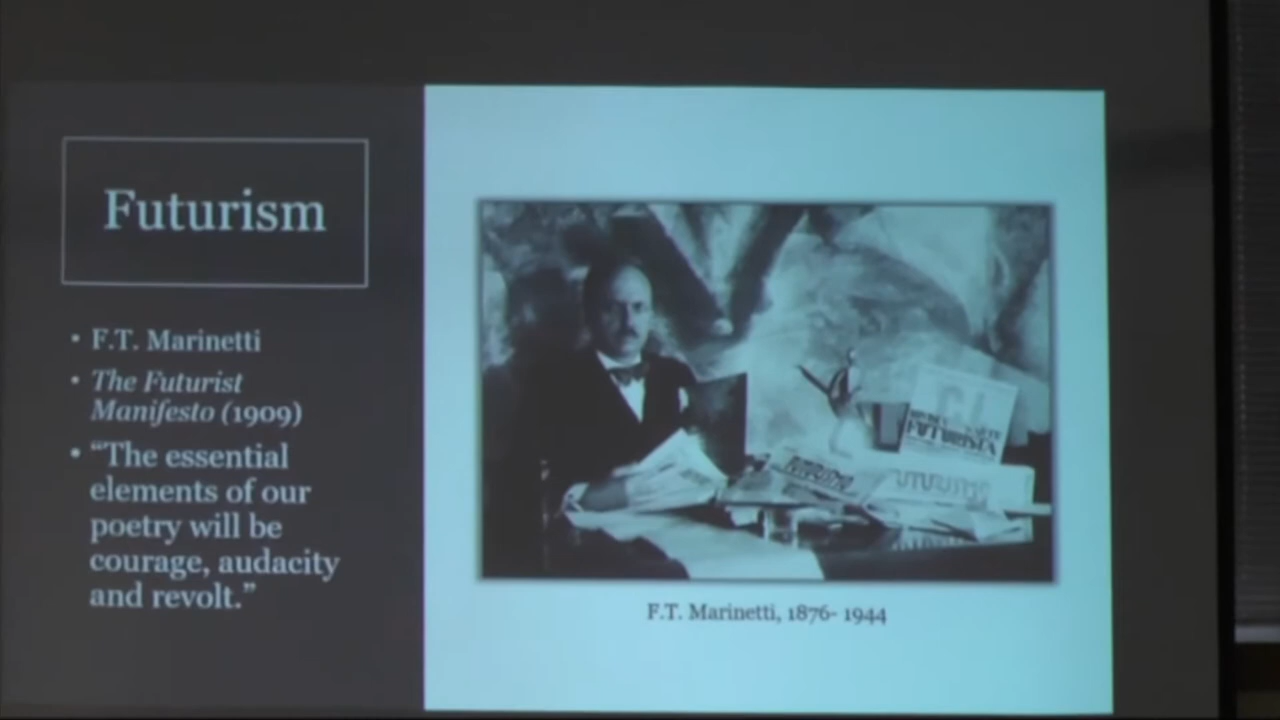 Futurism
• F.T. Marinetti
• The Futurist
Manifesto (1909)
• “The essential
elements of our
poetry will be
courage, audacity
and revolt.”
FUTURISTA
F.T. Marinetti, 1876- 1944